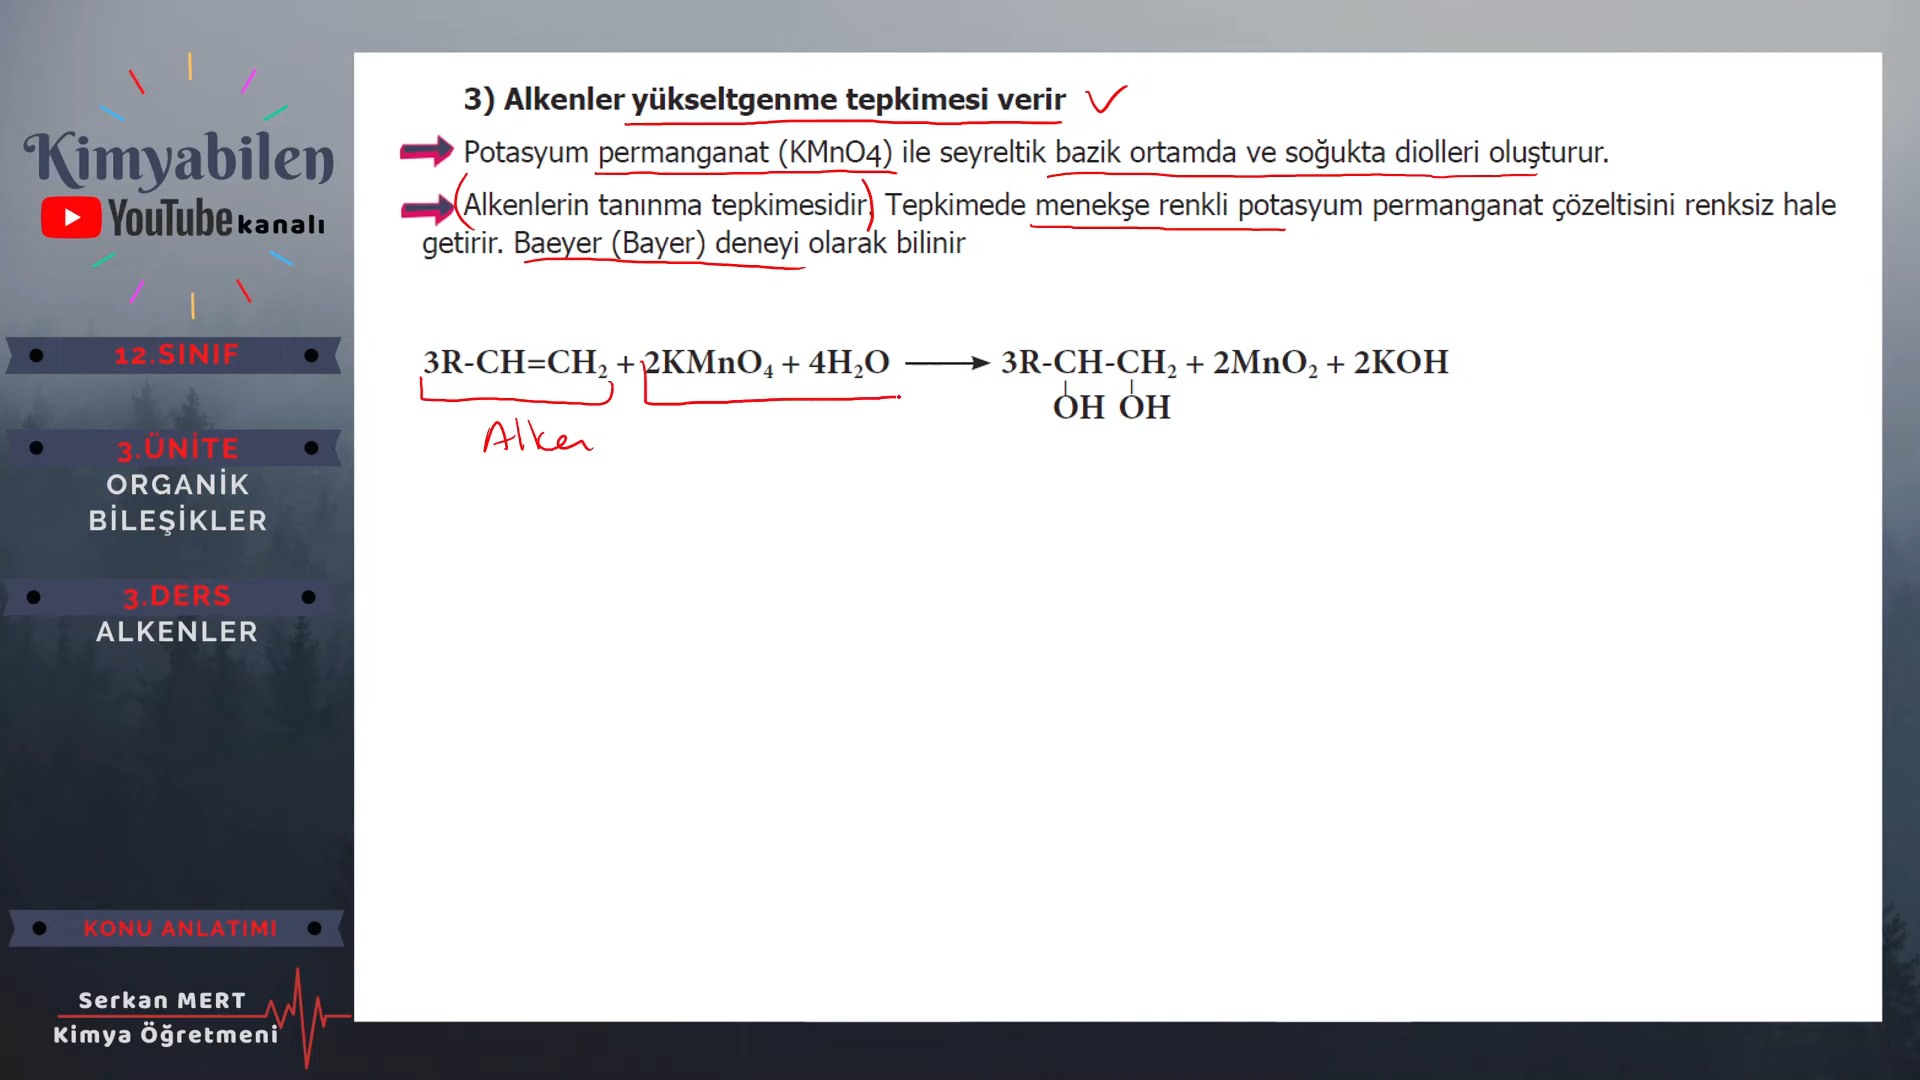 Kimyabilen
YouTube kanalı
12.SINIF
3.ÜNİTE
ORGANİK
BİLEŞİKLER
3.DERS
ALKENLER
KONU ANLATIMI
Serkan MERT
Kimya Öğretmeni
3) Alkenler yükseltgenme tepkimesi verir
Potasyum permanganat (KMnO4) ile seyreltik bazik ortamda ve soğukta diolleri oluşturur.
Alkenlerin tanınma tepkimesidir. Tepkimede menekşe renkli potasyum permanganat çözeltisini renksiz hale
getirir. Baeyer (Bayer) deneyi olarak bilinir
3R-CH=CH₂ + 2KMnO₄ + 4H₂O ⟶ 3R-CH-CH₂ + 2MnO₂ + 2KOH
OH OH
Alken